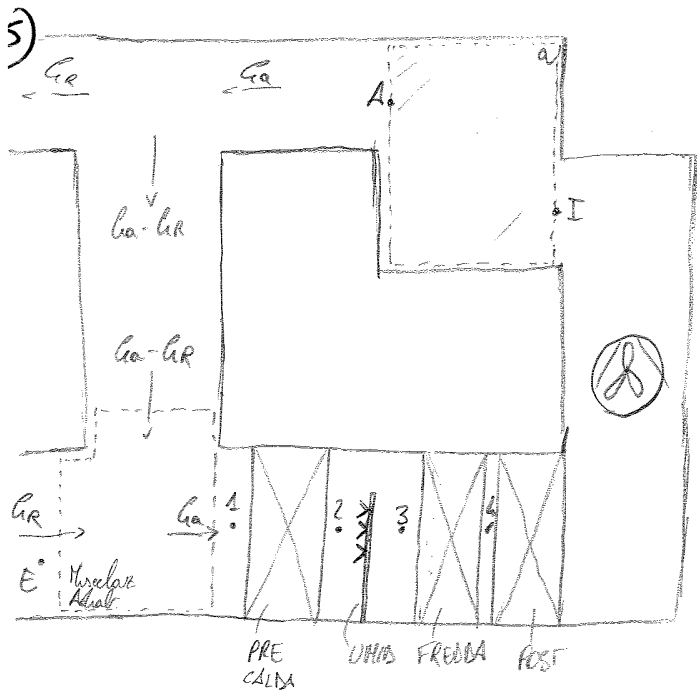 5)
GR
Ga
a
A
I
Ga-GR
Ga-GR
GR
Ga
1
2
3
4
E
Miscelaz
Adiab
PRE
CALDA
UMID
FREDDA
POST